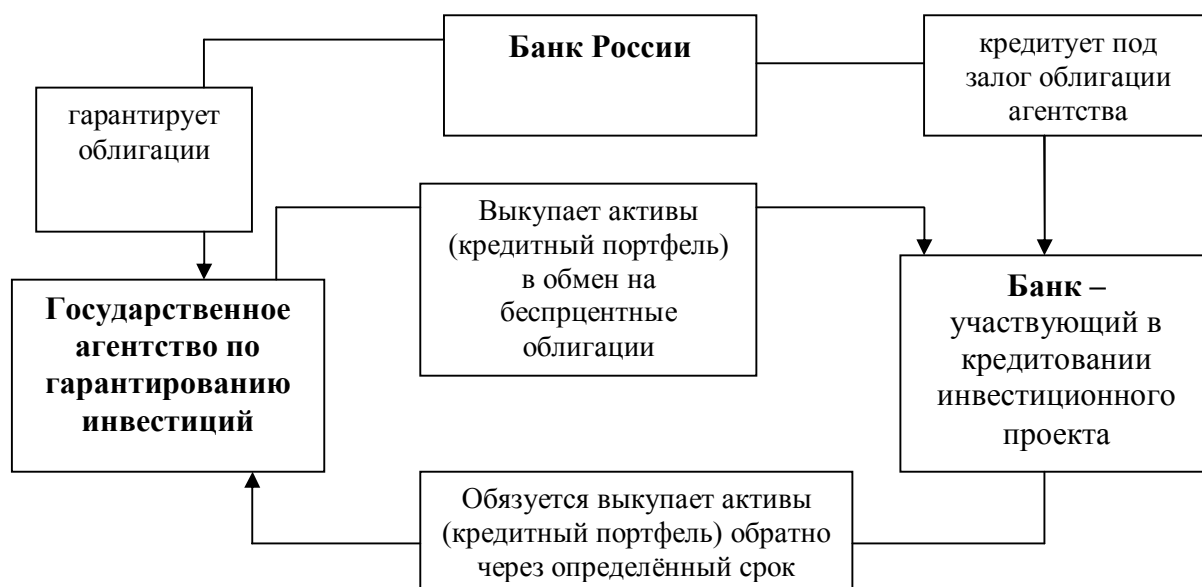 Банк России
кредитует под
залог облигации
агентства
гарантирует
облигации
Выкупает активы
(кредитный портфель)
в обмен на
беспрцентные
облигации
Государственное
агентство по
гарантированию
инвестиций
Банк –
участвующий в
кредитовании
инвестиционного
проекта
Обязуется выкупает активы
(кредитный портфель) обратно
через определённый срок